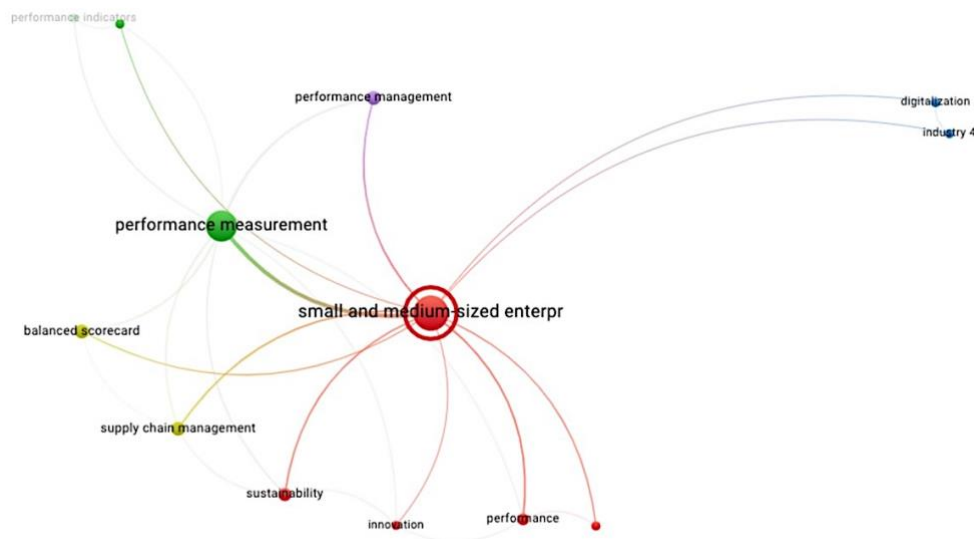 performance indicators
performance management
digitalization
industry 4
performance measurement
small and medium-sized enterpr
balanced scorecard
supply chain management
sustainability
performance
innovation